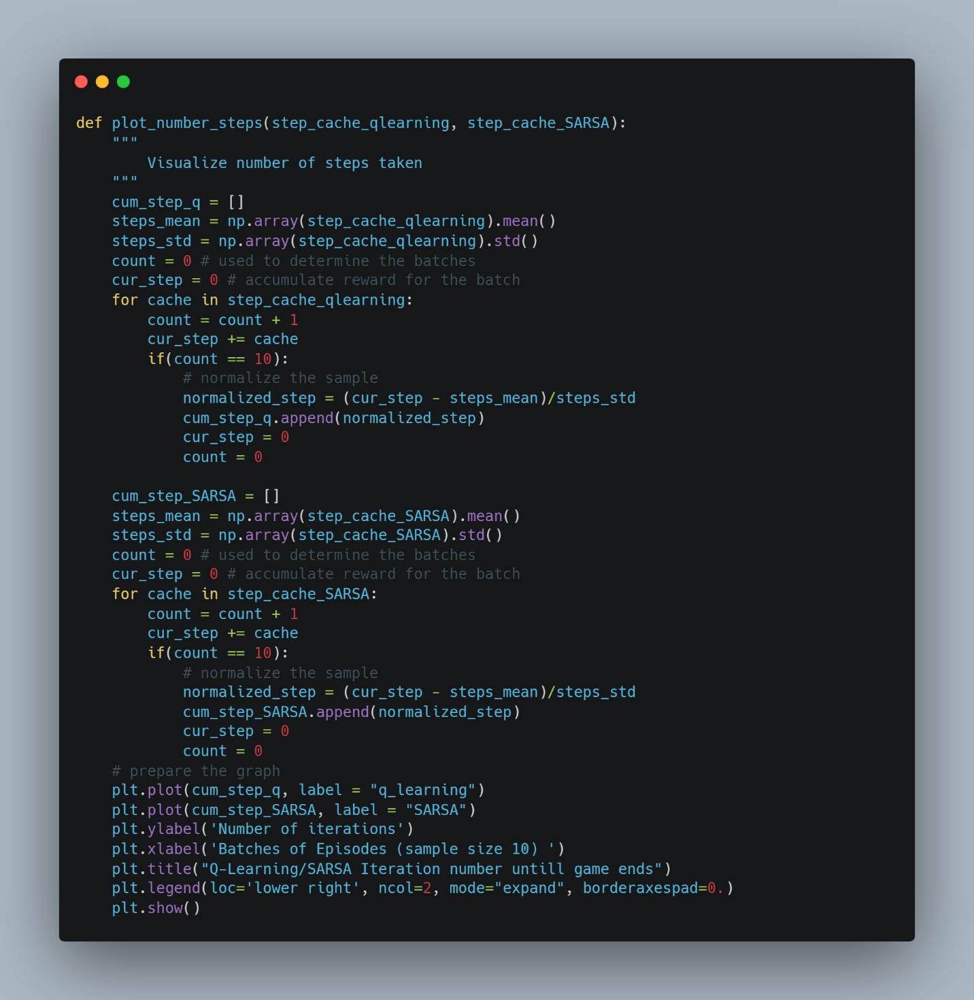 def plot_number_steps(step_cache_qlearning, step_cache_SARSA):
    """
        Visualize number of steps taken
    """
    cum_step_q = []
    steps_mean = np.array(step_cache_qlearning).mean()
    steps_std = np.array(step_cache_qlearning).std()
    count = 0 # used to determine the batches
    cur_step = 0 # accumulate reward for the batch
    for cache in step_cache_qlearning:
        count = count + 1
        cur_step += cache
        if(count == 10):
            # normalize the sample
            normalized_step = (cur_step - steps_mean)/steps_std
            cum_step_q.append(normalized_step)
            cur_step = 0
            count = 0

    cum_step_SARSA = []
    steps_mean = np.array(step_cache_SARSA).mean()
    steps_std = np.array(step_cache_SARSA).std()
    count = 0 # used to determine the batches
    cur_step = 0 # accumulate reward for the batch
    for cache in step_cache_SARSA:
        count = count + 1
        cur_step += cache
        if(count == 10):
            # normalize the sample
            normalized_step = (cur_step - steps_mean)/steps_std
            cum_step_SARSA.append(normalized_step)
            cur_step = 0
            count = 0
    # prepare the graph
    plt.plot(cum_step_q, label = "q_learning")
    plt.plot(cum_step_SARSA, label = "SARSA")
    plt.ylabel('Number of iterations')
    plt.xlabel('Batches of Episodes (sample size 10) ')
    plt.title("Q-Learning/SARSA Iteration number untill game ends")
    plt.legend(loc='lower right', ncol=2, mode="expand", borderaxespad=0.)
    plt.show()